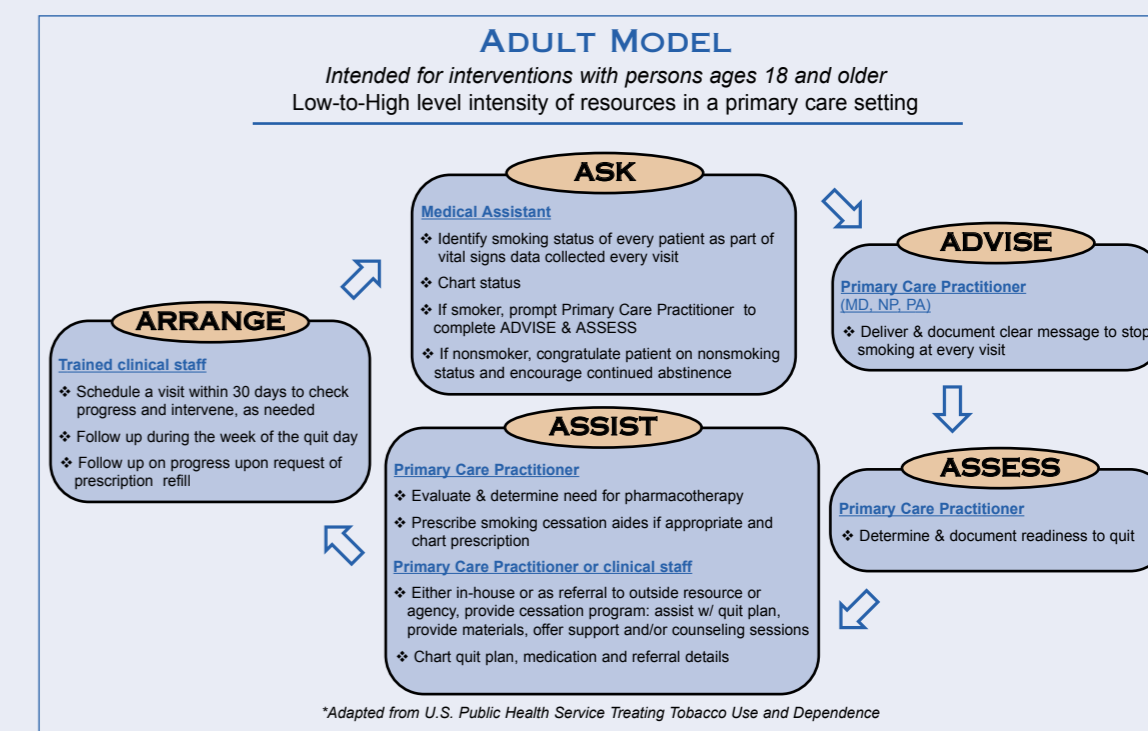 ADULT MODEL
Intended for interventions with persons ages 18 and older
Low-to-High level intensity of resources in a primary care setting
ASK
Medical Assistant
❖ Identify smoking status of every patient as part of
vital signs data collected every visit
❖ Chart status
❖ If smoker, prompt Primary Care Practitioner to
complete ADVISE & ASSESS
❖ If nonsmoker, congratulate patient on nonsmoking
status and encourage continued abstinence
ADVISE
Primary Care Practitioner
(MD, NP, PA)
❖ Deliver & document clear message to stop
smoking at every visit
ASSESS
Primary Care Practitioner
❖ Determine & document readiness to quit
ASSIST
Primary Care Practitioner
❖ Evaluate & determine need for pharmacotherapy
❖ Prescribe smoking cessation aides if appropriate and
chart prescription
Primary Care Practitioner or clinical staff
❖ Either in-house or as referral to outside resource or
agency, provide cessation program: assist w/ quit plan,
provide materials, offer support and/or counseling sessions
❖ Chart quit plan, medication and referral details
ARRANGE
Trained clinical staff
❖ Schedule a visit within 30 days to check
progress and intervene, as needed
❖ Follow up during the week of the quit day
❖ Follow up on progress upon request of
prescription refill
*Adapted from U.S. Public Health Service Treating Tobacco Use and Dependence